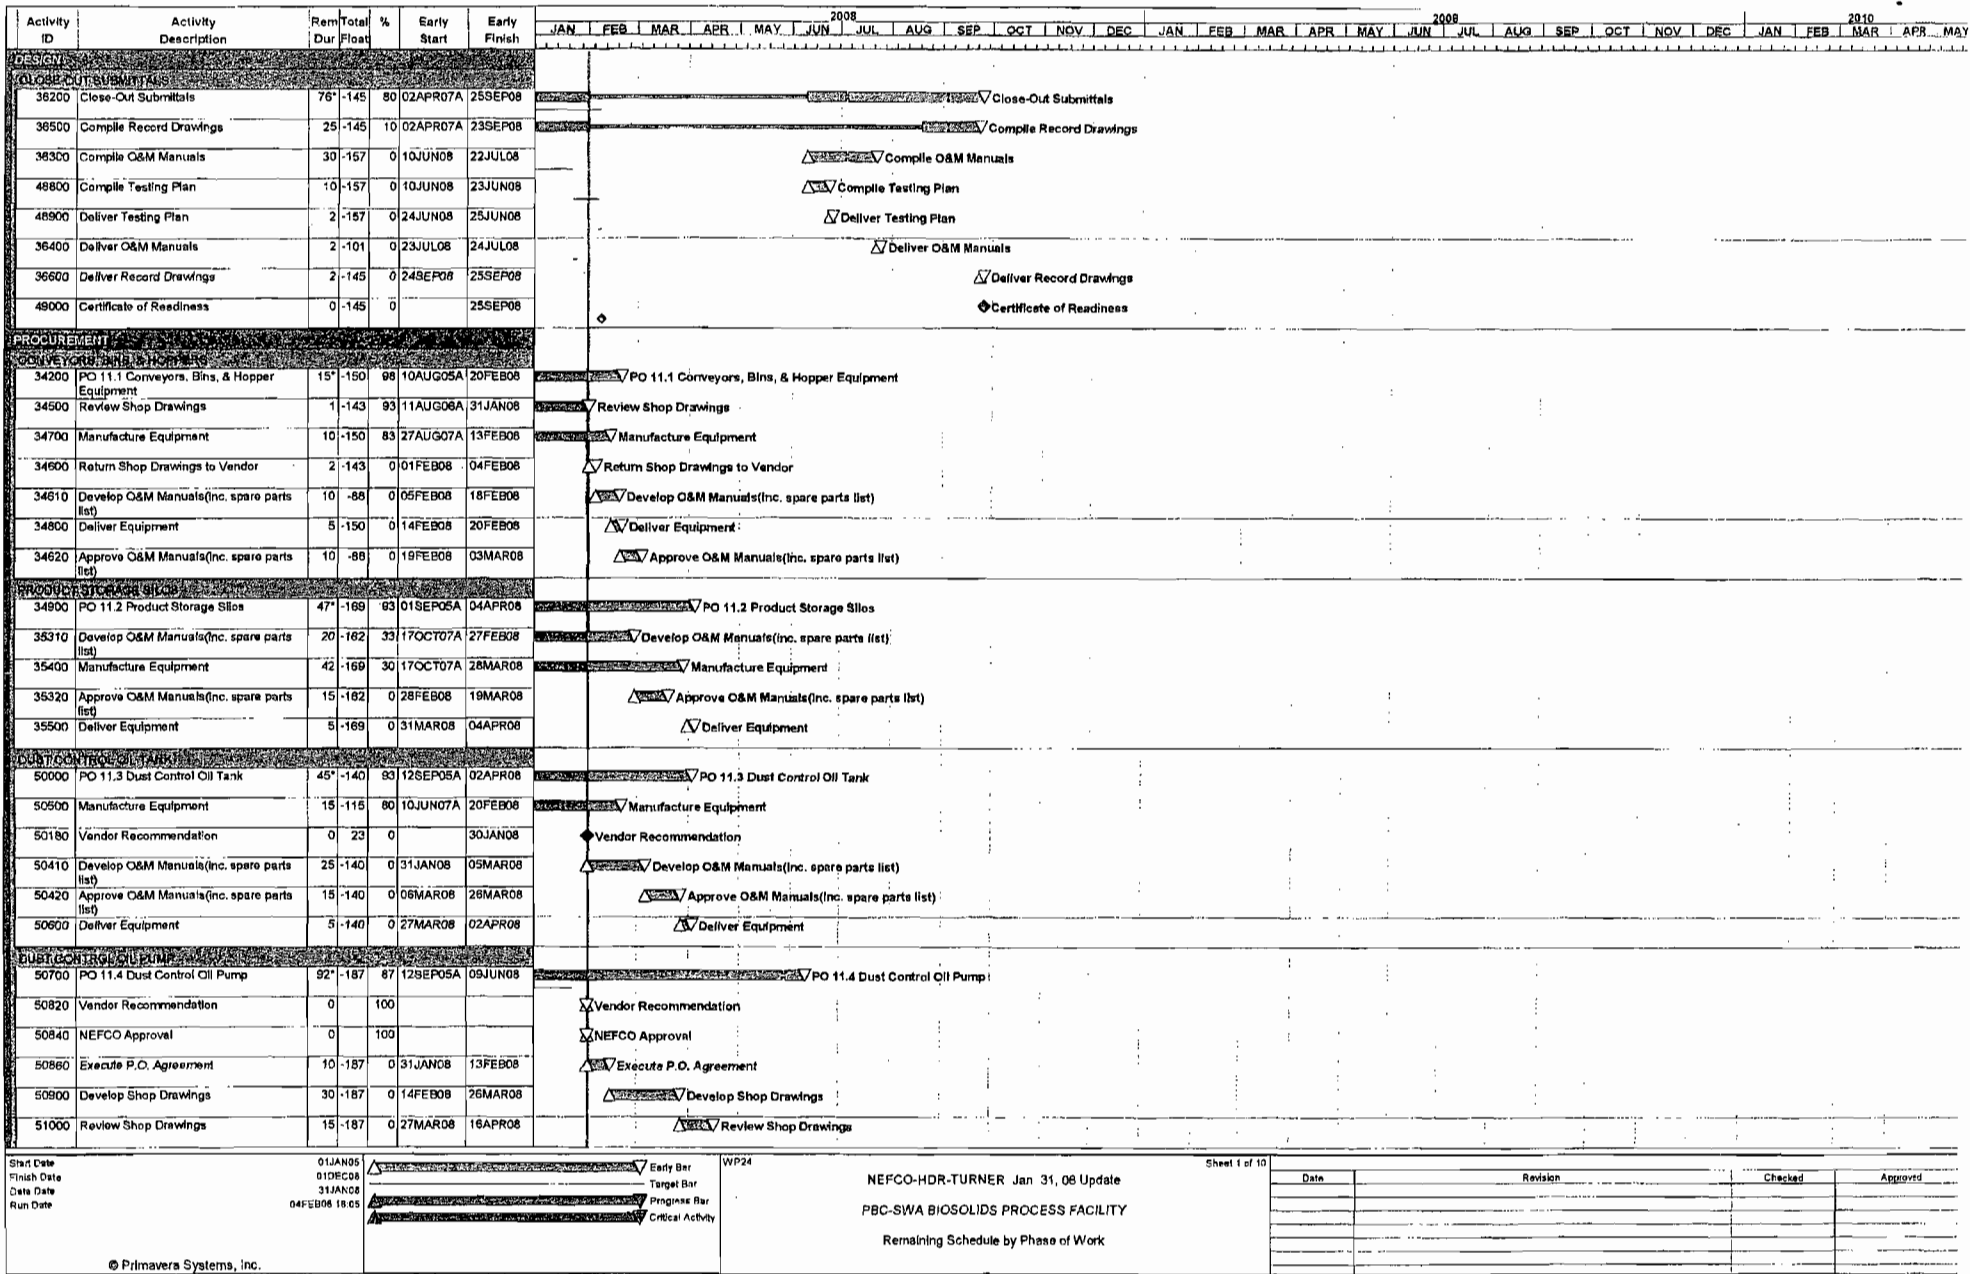 Activity ID Activity Description Rem Dur Total Float % Early Start Early Finish
2008 2008 2010
JAN FEB MAR APR MAY JUN JUL AUG SEP OCT NOV DEC JAN FEB MAR APR MAY JUN JUL AUG SEP OCT NOV DEC JAN FEB MAR APR MAY
DESIGN
CLOSE-OUT SUBMITTALS
36200 Close-Out Submittals 76* -145 80 02APR07A 25SEP08 Close-Out Submittals
36500 Compile Record Drawings 25 -145 10 02APR07A 23SEP08 Compile Record Drawings
36300 Compile O&M Manuals 30 -157 0 10JUN08 22JUL08 Compile O&M Manuals
48800 Compile Testing Plan 10 -157 0 10JUN08 23JUN08 Compile Testing Plan
48900 Deliver Testing Plan 2 -157 0 24JUN08 25JUN08 Deliver Testing Plan
36400 Deliver O&M Manuals 2 -101 0 23JUL08 24JUL08 Deliver O&M Manuals
36600 Deliver Record Drawings 2 -145 0 24SEP08 25SEP08 Deliver Record Drawings
49000 Certificate of Readiness 0 -145 0 25SEP08 Certificate of Readiness
PROCUREMENT
CONVEYORS, BINS, & HOPPERS
34200 PO 11.1 Conveyors, Bins, & Hopper Equipment 15* -150 98 10AUG05A 20FEB08 PO 11.1 Conveyors, Bins, & Hopper Equipment
34500 Review Shop Drawings 1 -143 93 11AUG06A 31JAN08 Review Shop Drawings
34700 Manufacture Equipment 10 -150 83 27AUG07A 13FEB08 Manufacture Equipment
34600 Return Shop Drawings to Vendor 2 -143 0 01FEB08 04FEB08 Return Shop Drawings to Vendor
34610 Develop O&M Manuals(inc. spare parts list) 10 -88 0 05FEB08 18FEB08 Develop O&M Manuals(inc. spare parts list)
34800 Deliver Equipment 5 -150 0 14FEB08 20FEB08 Deliver Equipment
34620 Approve O&M Manuals(inc. spare parts list) 10 -88 0 19FEB08 03MAR08 Approve O&M Manuals(inc. spare parts list)
PRODUCT STORAGE SILOS
34900 PO 11.2 Product Storage Silos 47* -169 93 01SEP05A 04APR08 PO 11.2 Product Storage Silos
35310 Develop O&M Manuals(inc. spare parts list) 20 -162 33 17OCT07A 27FEB08 Develop O&M Manuals(inc. spare parts list)
35400 Manufacture Equipment 42 -169 30 17OCT07A 28MAR08 Manufacture Equipment
35320 Approve O&M Manuals(inc. spare parts list) 15 -162 0 28FEB08 19MAR08 Approve O&M Manuals(inc. spare parts list)
35500 Deliver Equipment 5 -169 0 31MAR08 04APR08 Deliver Equipment
DUST CONTROL OIL TANK
50000 PO 11.3 Dust Control Oil Tank 45* -140 93 12SEP05A 02APR08 PO 11.3 Dust Control Oil Tank
50500 Manufacture Equipment 15 -115 80 10JUN07A 20FEB08 Manufacture Equipment
50180 Vendor Recommendation 0 23 0 30JAN08 Vendor Recommendation
50410 Develop O&M Manuals(inc. spare parts list) 25 -140 0 31JAN08 05MAR08 Develop O&M Manuals(inc. spare parts list)
50420 Approve O&M Manuals(inc. spare parts list) 15 -140 0 06MAR08 26MAR08 Approve O&M Manuals(inc. spare parts list)
50600 Deliver Equipment 5 -140 0 27MAR08 02APR08 Deliver Equipment
DUST CONTROL OIL PUMP
50700 PO 11.4 Dust Control Oil Pump 92* -187 87 12SEP05A 09JUN08 PO 11.4 Dust Control Oil Pump
50820 Vendor Recommendation 0 100 Vendor Recommendation
50840 NEFCO Approval 0 100 NEFCO Approval
50860 Execute P.O. Agreement 10 -187 0 31JAN08 13FEB08 Execute P.O. Agreement
50900 Develop Shop Drawings 30 -187 0 14FEB08 26MAR08 Develop Shop Drawings
51000 Review Shop Drawings 15 -187 0 27MAR08 16APR08 Review Shop Drawings
Start Date 01JAN05
Finish Date 01DEC08
Data Date 31JAN08
Run Date 04FEB08 16:05
© Primavera Systems, Inc.
Early Bar
Target Bar
Progress Bar
Critical Activity
WP24
Sheet 1 of 10
NEFCO-HDR-TURNER Jan 31, 08 Update
PBC-SWA BIOSOLIDS PROCESS FACILITY
Remaining Schedule by Phase of Work
Date Revision Checked Approved